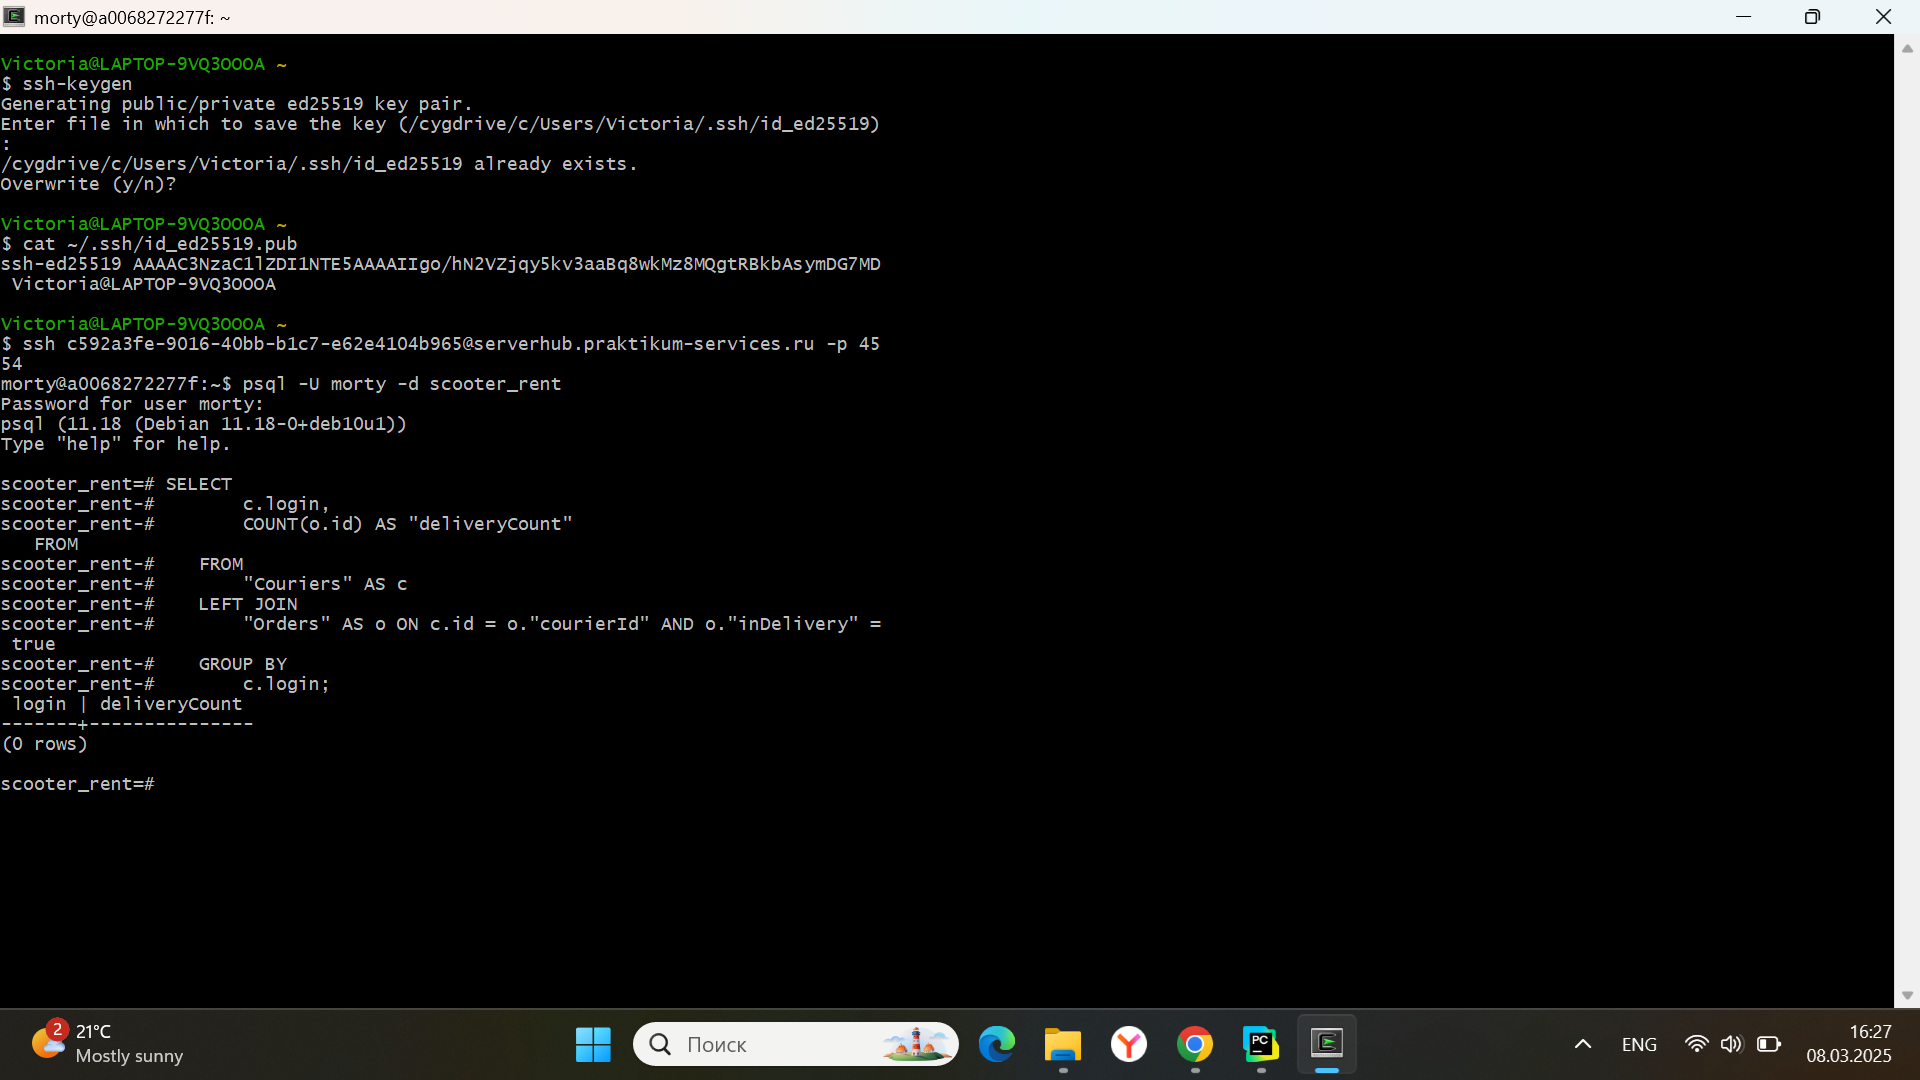 morty@a0068272277f: ~
Victoria@LAPTOP-9VQ3OOOA ~
$ ssh-keygen
Generating public/private ed25519 key pair.
Enter file in which to save the key (/cygdrive/c/Users/Victoria/.ssh/id_ed25519)
:
/cygdrive/c/Users/Victoria/.ssh/id_ed25519 already exists.
Overwrite (y/n)?
Victoria@LAPTOP-9VQ3OOOA ~
$ cat ~/.ssh/id_ed25519.pub
ssh-ed25519 AAAAC3NzaC1lZDI1NTE5AAAAIIgo/hN2VZjqy5kv3aaBq8wkMz8MQgtRBkbAsymDG7MD
Victoria@LAPTOP-9VQ3OOOA
Victoria@LAPTOP-9VQ3OOOA ~
$ ssh c592a3fe-9016-40bb-b1c7-e62e4104b965@serverhub.praktikum-services.ru -p 45
54
morty@a0068272277f:~$ psql -U morty -d scooter_rent
Password for user morty:
psql (11.18 (Debian 11.18-0+deb10u1))
Type "help" for help.
scooter_rent=# SELECT
scooter_rent-#        c.login,
scooter_rent-#        COUNT(o.id) AS "deliveryCount"
FROM
scooter_rent-#    FROM
scooter_rent-#        "Couriers" AS c
scooter_rent-#    LEFT JOIN
scooter_rent-#        "Orders" AS o ON c.id = o."courierId" AND o."inDelivery" =
true
scooter_rent-#    GROUP BY
scooter_rent-#        c.login;
login | deliveryCount
-------+---------------
(0 rows)
scooter_rent=#
2
21°C
Mostly sunny
Поиск
PC
ENG
16:27
08.03.2025